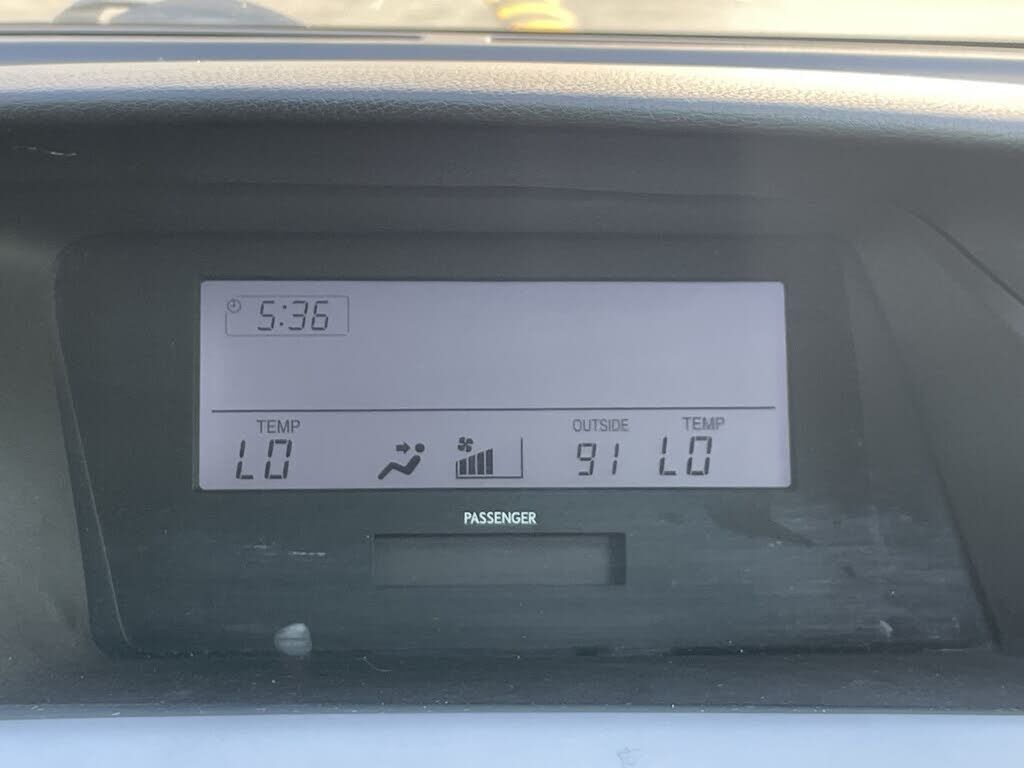 5:36
TEMP OUTSIDE TEMP
LO 91 LO
PASSENGER